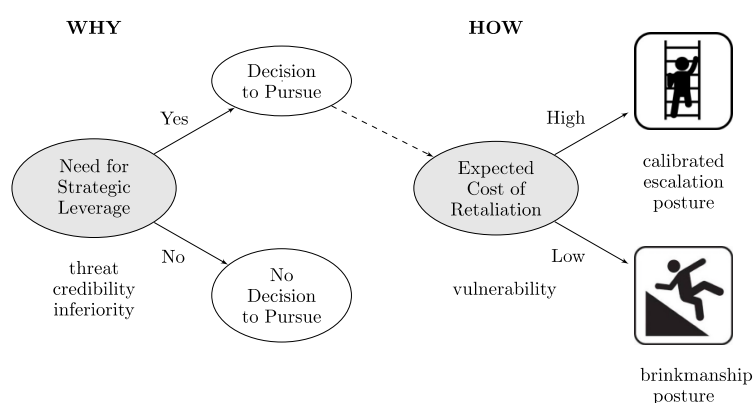 WHY
HOW
Decision
to Pursue
Yes
High
Need for
Strategic
Leverage
Expected
Cost of
Retaliation
calibrated
escalation
posture
No
Low
threat
credibility
inferiority
No
Decision
to Pursue
vulnerability
brinkmanship
posture